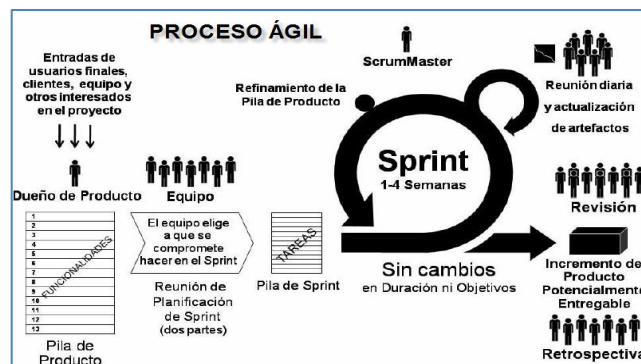 PROCESO ÁGIL
Entradas de
usuarios finales,
clientes, equipo y
otros interesados
en el proyecto
Dueño de Producto
1
2
3
4
5
6
7
8
9
10
11
12
13
FUNCIONALIDADES
Pila de
Producto
Equipo
El equipo elige
a que se
compromete
hacer en el Sprint
Reunión de
Planificación
de Sprint
(dos partes)
TAREAS
Pila de Sprint
ScrumMaster
Refinamiento de la
Pila de Producto
Sprint
1-4 Semanas
Sin cambios
en Duración ni Objetivos
Reunión diaria
y actualización
de artefactos
Revisión
Incremento de
Producto
Potencialmente
Entregable
Retrospectiva